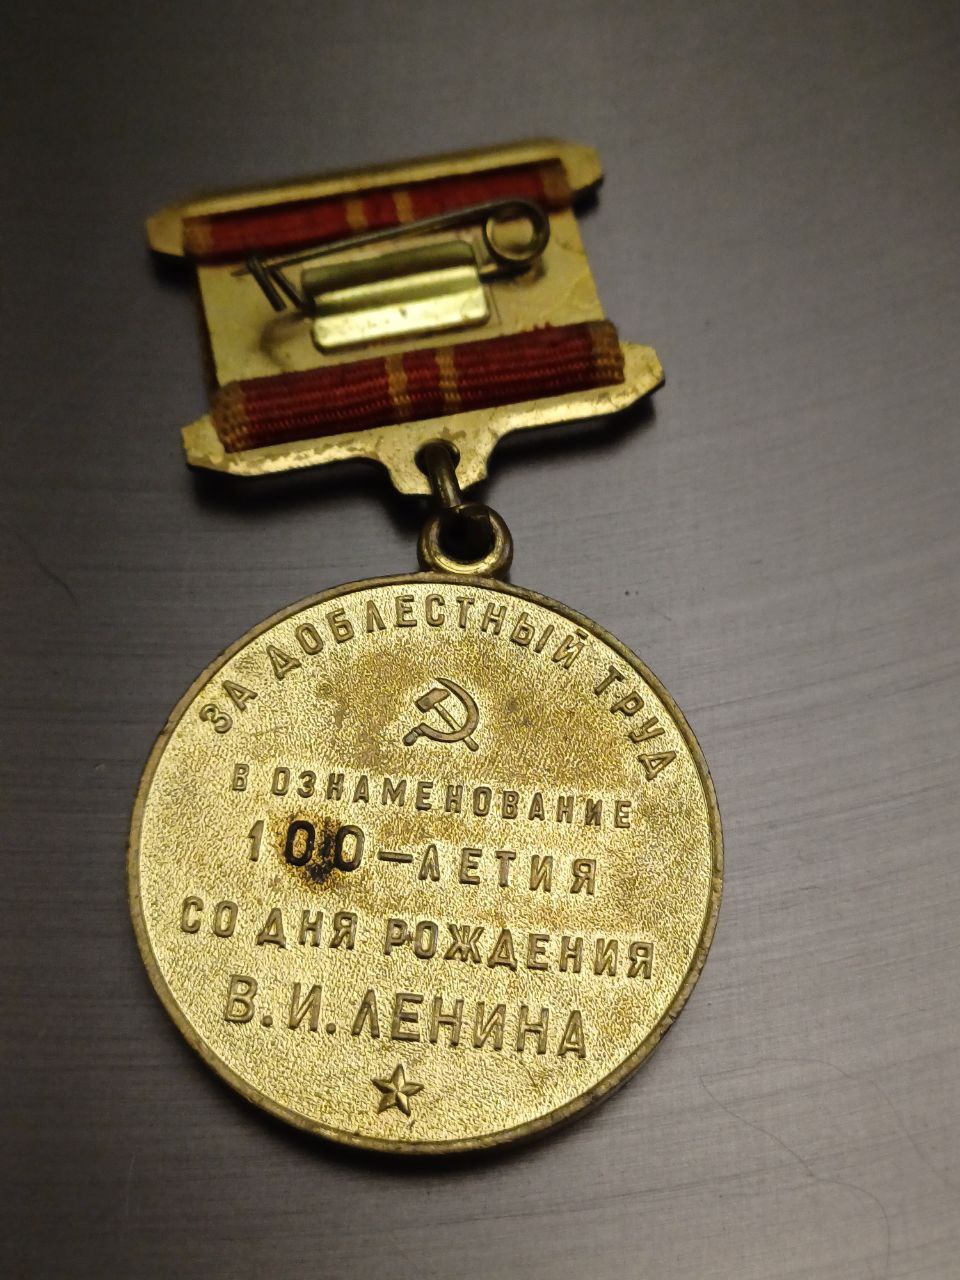 ЗА ДОБЛЕСТНЫЙ ТРУД
В ОЗНАМЕНОВАНИЕ
100-ЛЕТИЯ
СО ДНЯ РОЖДЕНИЯ
В.И.ЛЕНИНА